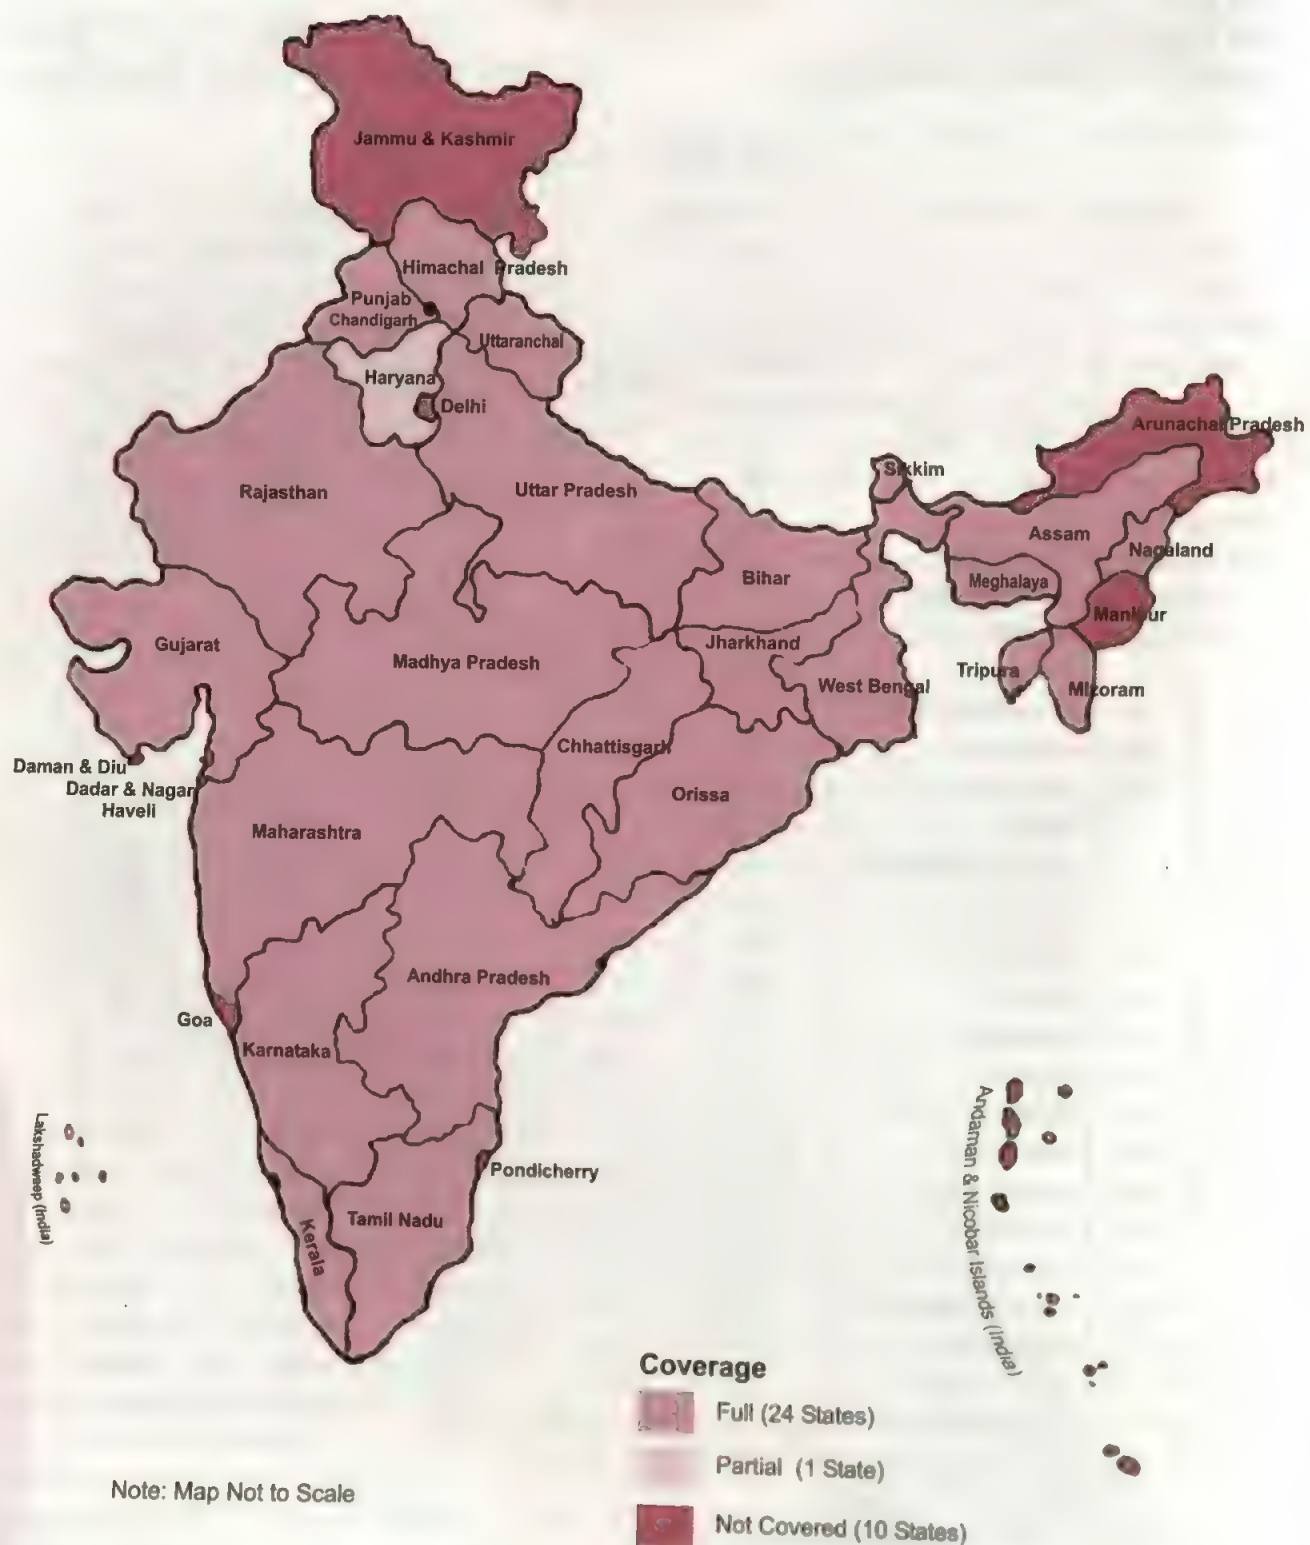 Jammu & Kashmir
Himachal Pradesh
Punjab
Chandigarh
Uttaranchal
Haryana
Delhi
Arunachal Pradesh
Sikkim
Rajasthan
Uttar Pradesh
Assam
Nagaland
Bihar
Meghalaya
Manipur
Gujarat
Jharkhand
Madhya Pradesh
Tripura
West Bengal
Mizoram
Chhattisgarh
Daman & Diu
Dadar & Nagar
Haveli
Orissa
Maharashtra
Andhra Pradesh
Goa
Karnataka
Andaman & Nicobar Islands (India)
Lakshadweep (India)
Pondicherry
Tamil Nadu
Kerala
Coverage
Full (24 States)
Partial (1 State)
Not Covered (10 States)
Note: Map Not to Scale